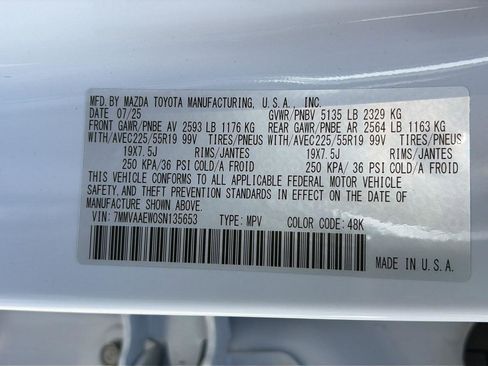 MFD. BY MAZDA TOYOTA MANUFACTURING, U.S.A., INC.
DATE 07/25 GVWR/PNBV 5135 LB 2329 KG
FRONT GAWR/PNBE AV 2593 LB 1176 KG REAR GAWR/PNBE AR 2564 LB 1163 KG
WITH/AVEC225/55R19 99V TIRES/PNEUS WITH/AVEC225/55R19 99V TIRES/PNEUS
19X7.5J RIMS/JANTES 19X7.5J RIMS/JANTES
250 KPA/36 PSI COLD/A FROID 250 KPA/36 PSI COLD/A FROID
THIS VEHICLE CONFORMS TO ALL APPLICABLE FEDERAL MOTOR VEHICLE
SAFETY, AND THEFT PREVENTION STANDARDS IN EFFECT ON THE DATE OF
MANUFACTURE SHOWN ABOVE.
VIN: 7MMVAAEW0SN135653 TYPE: MPV COLOR CODE: 48K
MADE IN U.S.A.